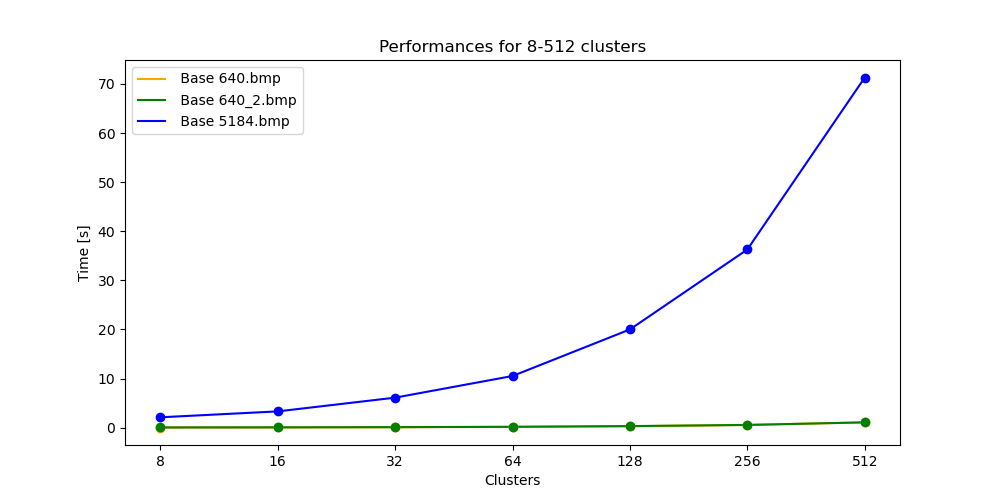 Performances for 8-512 clusters
Base 640.bmp
Base 640_2.bmp
Base 5184.bmp
Time [s]
70
60
50
40
30
20
10
0
8 16 32 64 128 256 512
Clusters